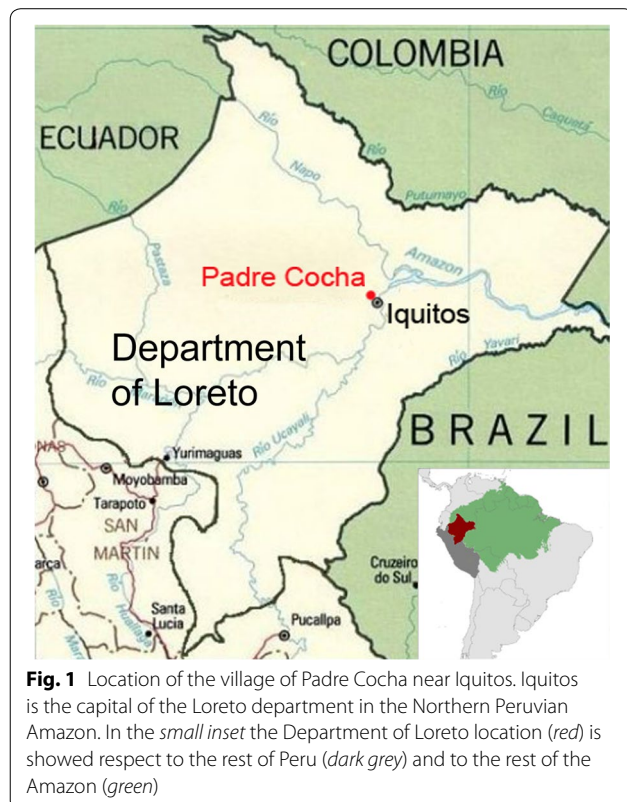 COLOMBIA
Río
Caquetá
ECUADOR
Río
Napo
Río
Putumayo
Río
Pastaza
Amazon
Padre Cocha
Iquitos
Department
of Loreto
Río
Río
Yavarí
BRAZIL
Río Ucayali
Yurimaguas
Moyobamba
Tarapoto
SAN
MARTIN
Cruzeiro
do Sul
Río Huallaga
Santa
Lucia
Pucallpa
Fig. 1 Location of the village of Padre Cocha near Iquitos. Iquitos
is the capital of the Loreto department in the Northern Peruvian
Amazon. In the small inset the Department of Loreto location (red) is
showed respect to the rest of Peru (dark grey) and to the rest of the
Amazon (green)